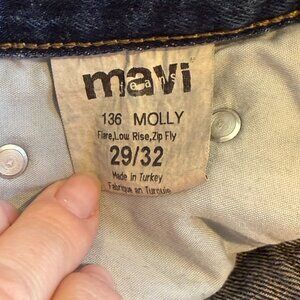 mavi
jeans
136 MOLLY
Flare,Low Rise,Zip Fly
29/32
Made in Turkey
Fabriqué en Turquie